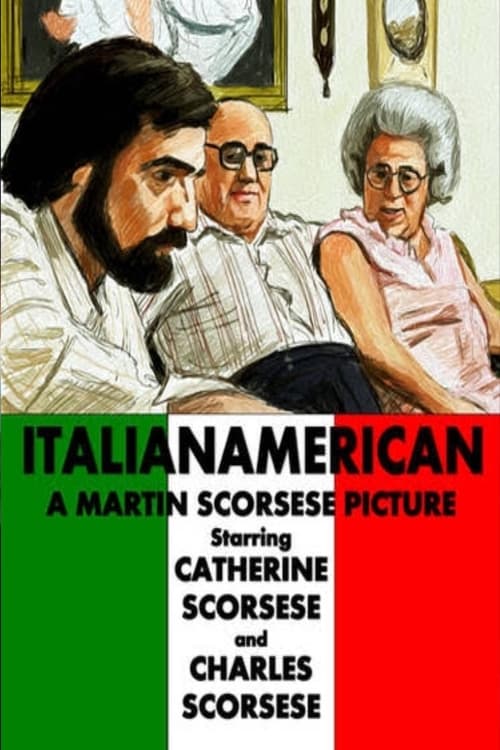 ITALIANAMERICAN
A MARTIN SCORSESE PICTURE
Starring
CATHERINE
SCORSESE
and
CHARLES
SCORSESE